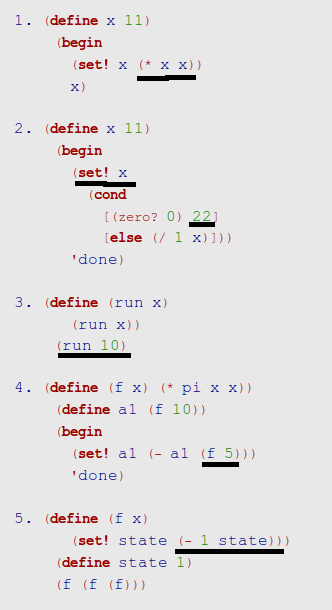 1. (define x 11)
(begin
(set! x (* x x))
x)
2. (define x 11)
(begin
(set! x
(cond
[(zero? 0) 22]
[else (/ 1 x)]))
'done)
3. (define (run x)
(run x))
(run 10)
4. (define (f x) (* pi x x))
(define a1 (f 10))
(begin
(set! a1 (- a1 (f 5)))
'done)
5. (define (f x)
(set! state (- 1 state)))
(define state 1)
(f (f (f)))